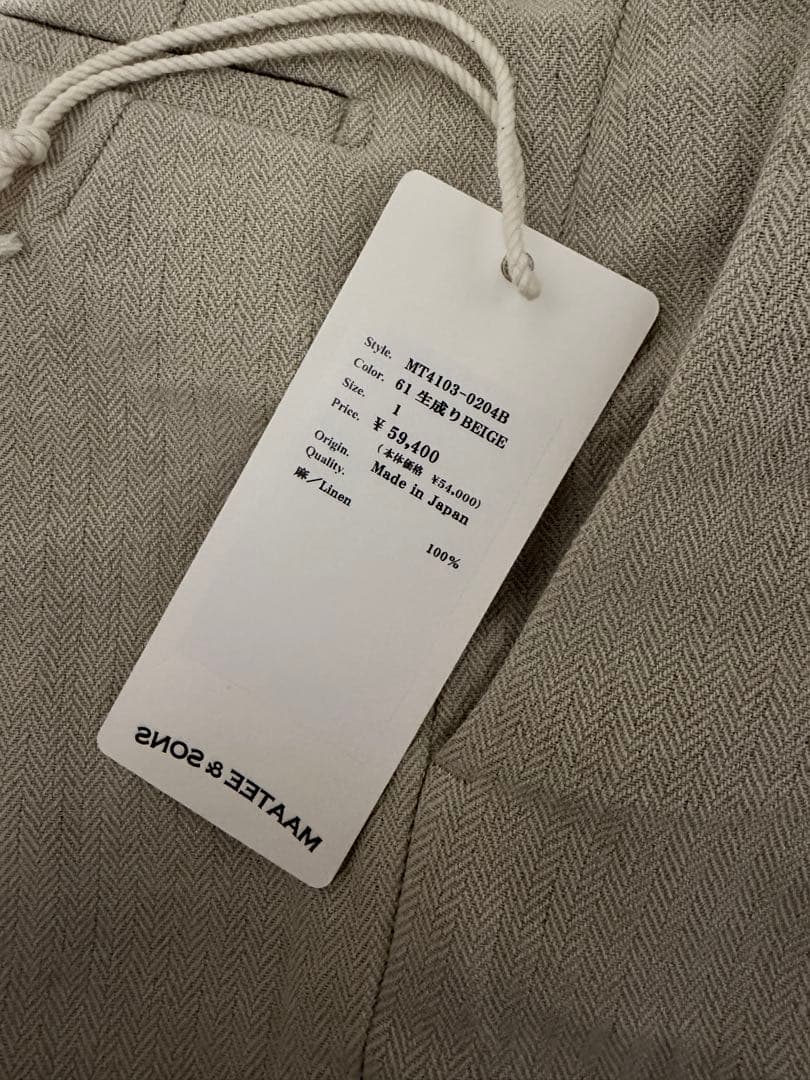 Style. MT4103-0204B
Color. 61 生成りBEIGE
Size. 1
Price. ¥ 59,400
(本体価格 ¥54,000)
Origin. Made in Japan
Quality.
麻／Linen 100%
MAATEE & SONS